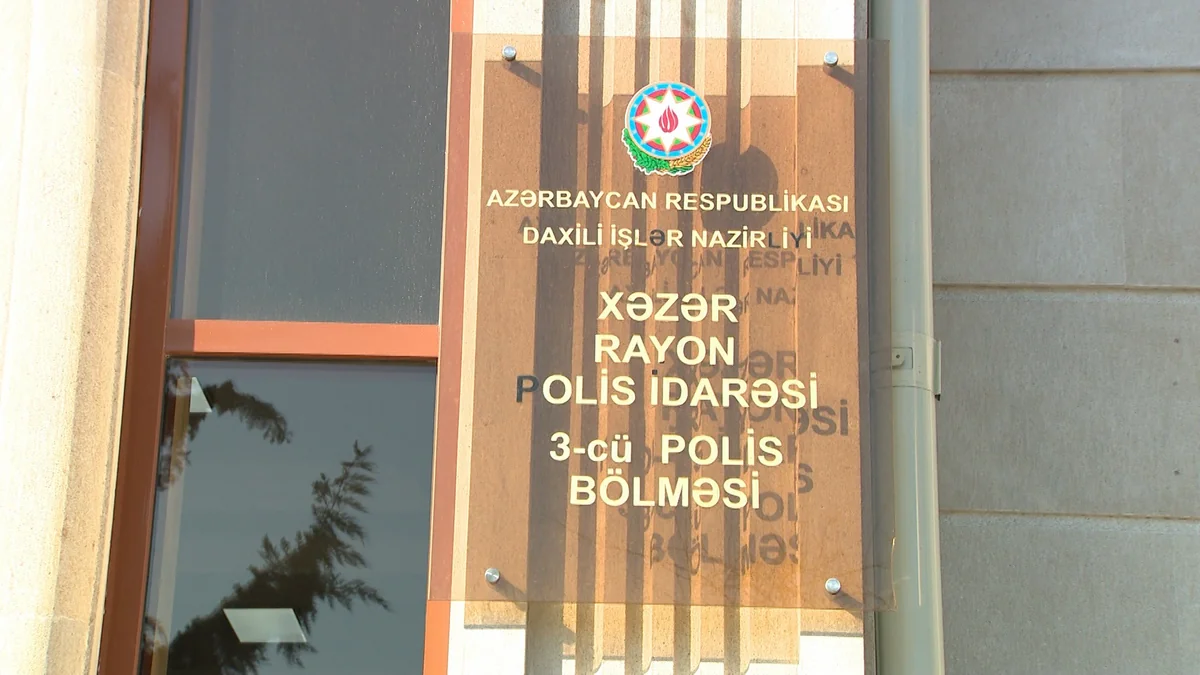 AZƏRBAYCAN RESPUBLİKASI
DAXİLİ İŞLƏR NAZİRLİYİ
XƏZƏR
RAYON
POLİS İDARƏSİ
3-cü POLİS
BÖLMƏSİ